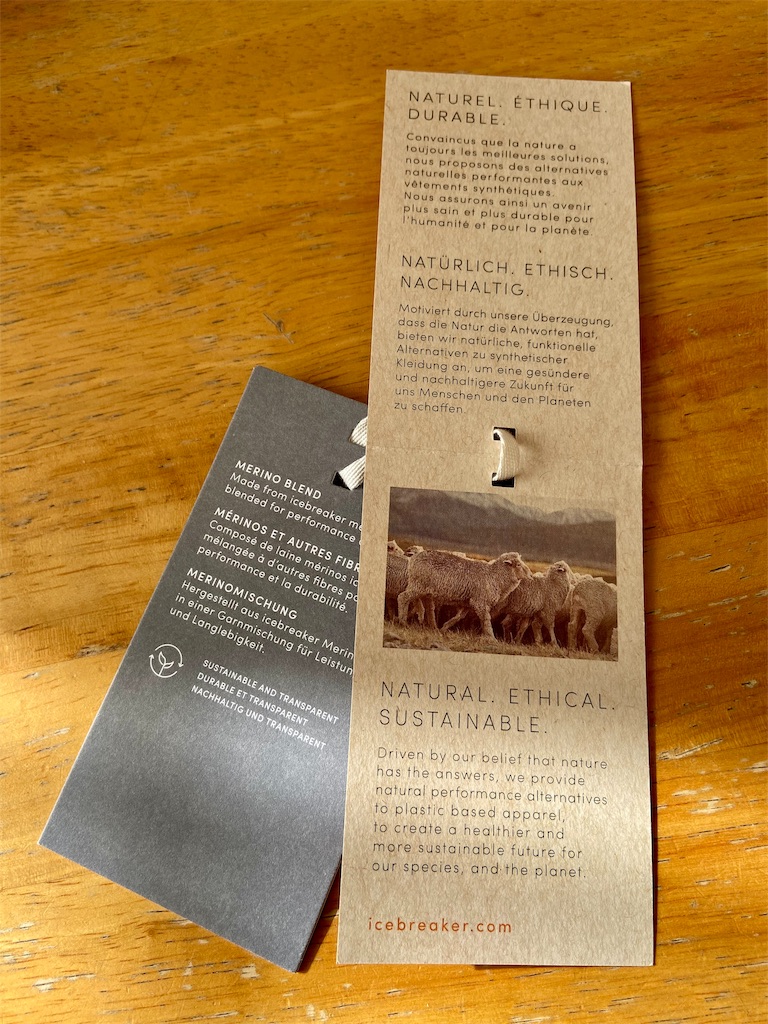 NATUREL. ÉTHIQUE.
DURABLE.
Convaincus que la nature a
toujours les meilleures solutions,
nous proposons des alternatives
naturelles performantes aux
vêtements synthétiques.
Nous assurons ainsi un avenir
plus sain et plus durable pour
l'humanité et pour la planète.
NATÜRLICH. ETHISCH.
NACHHALTIG.
Motiviert durch unsere Überzeugung,
dass die Natur die Antworten hat,
bieten wir natürliche, funktionelle
Alternativen zu synthetischer
Kleidung an, um eine gesündere
und nachhaltigere Zukunft für
uns Menschen und den Planeten
zu schaffen.
NATURAL. ETHICAL.
SUSTAINABLE.
Driven by our belief that nature
has the answers, we provide
natural performance alternatives
to plastic based apparel,
to create a healthier and
more sustainable future for
our species, and the planet.
icebreaker.com
MERINO BLEND
Made from icebreaker me
blended for performance
MÉRINOS ET AUTRES FIBR
Composé de laine mérinos ic
mélangée à d'autres fibres po
performance et la durabilité.
MERINOMISCHUNG
Hergestellt aus icebreaker Merin
in einer Garnmischung für Leistun
und Langlebigkeit.
SUSTAINABLE AND TRANSPARENT
DURABLE ET TRANSPARENT
NACHHALTIG UND TRANSPARENT